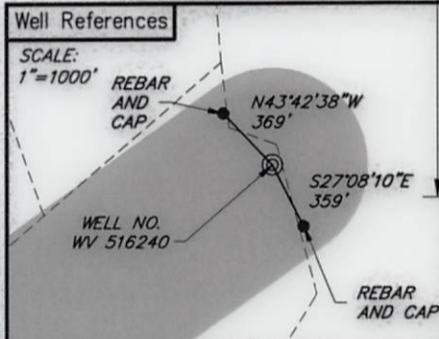 Well References
SCALE:
1"=1000'
REBAR
AND
CAP
N43°42'38"W
369'
S27°08'10"E
359'
WELL NO.
WV 516240
REBAR
AND CAP